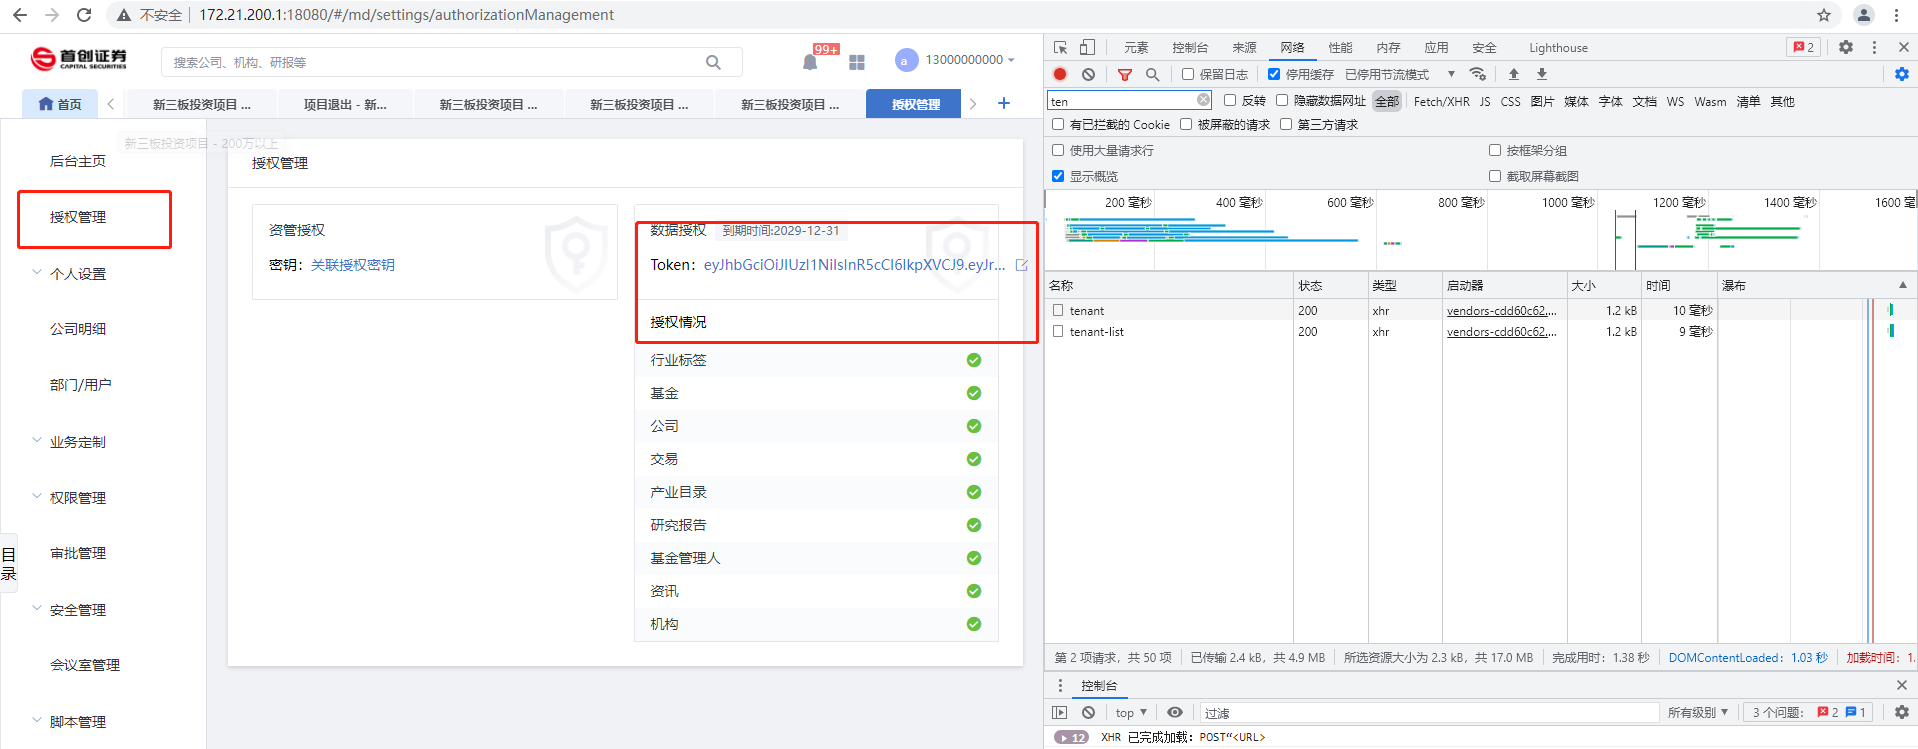 不安全 | 172.21.200.1:18080/#/md/settings/authorizationManagement
首创证券
CAPITAL SECURITIES
搜索公司、机构、研报等
99+
a
13000000000
首页
新三板投资项目 ...
项目退出 - 新...
新三板投资项目 ...
新三板投资项目 ...
新三板投资项目 ...
授权管理
新三板投资项目 - 200万以上
后台主页
授权管理
个人设置
公司明细
部门/用户
业务定制
权限管理
审批管理
安全管理
会议室管理
脚本管理
目录
授权管理
资管授权
密钥：关联授权密钥
数据授权 到期时间:2029-12-31
Token：eyJhbGciOiJIUzI1NiIsInR5cCI6IkpXVCJ9.eyJr...
授权情况
行业标签
基金
公司
交易
产业目录
研究报告
基金管理人
资讯
机构
元素 控制台 来源 网络 性能 内存 应用 安全 Lighthouse 2
保留日志 停用缓存 已停用节流模式
ten 反转 隐藏数据网址 全部 Fetch/XHR JS CSS 图片 媒体 字体 文档 WS Wasm 清单 其他
有已拦截的 Cookie 被屏蔽的请求 第三方请求
使用大量请求行 按框架分组
显示概览 截取屏幕截图
200 毫秒 400 毫秒 600 毫秒 800 毫秒 1000 毫秒 1200 毫秒 1400 毫秒 1600 毫
名称 状态 类型 启动器 大小 时间 瀑布
tenant 200 xhr vendors-cdd60c62.... 1.2 kB 10 毫秒
tenant-list 200 xhr vendors-cdd60c62.... 1.2 kB 9 毫秒
第 2 项请求，共 50 项 已传输 2.4 kB，共 4.9 MB 所选资源大小为 2.3 kB，共 17.0 MB 完成用时：1.38 秒 DOMContentLoaded：1.03 秒 加载时间：1.
控制台
top 过滤 所有级别 3 个问题： 2 1
12 XHR 已完成加载：POST“<URL>